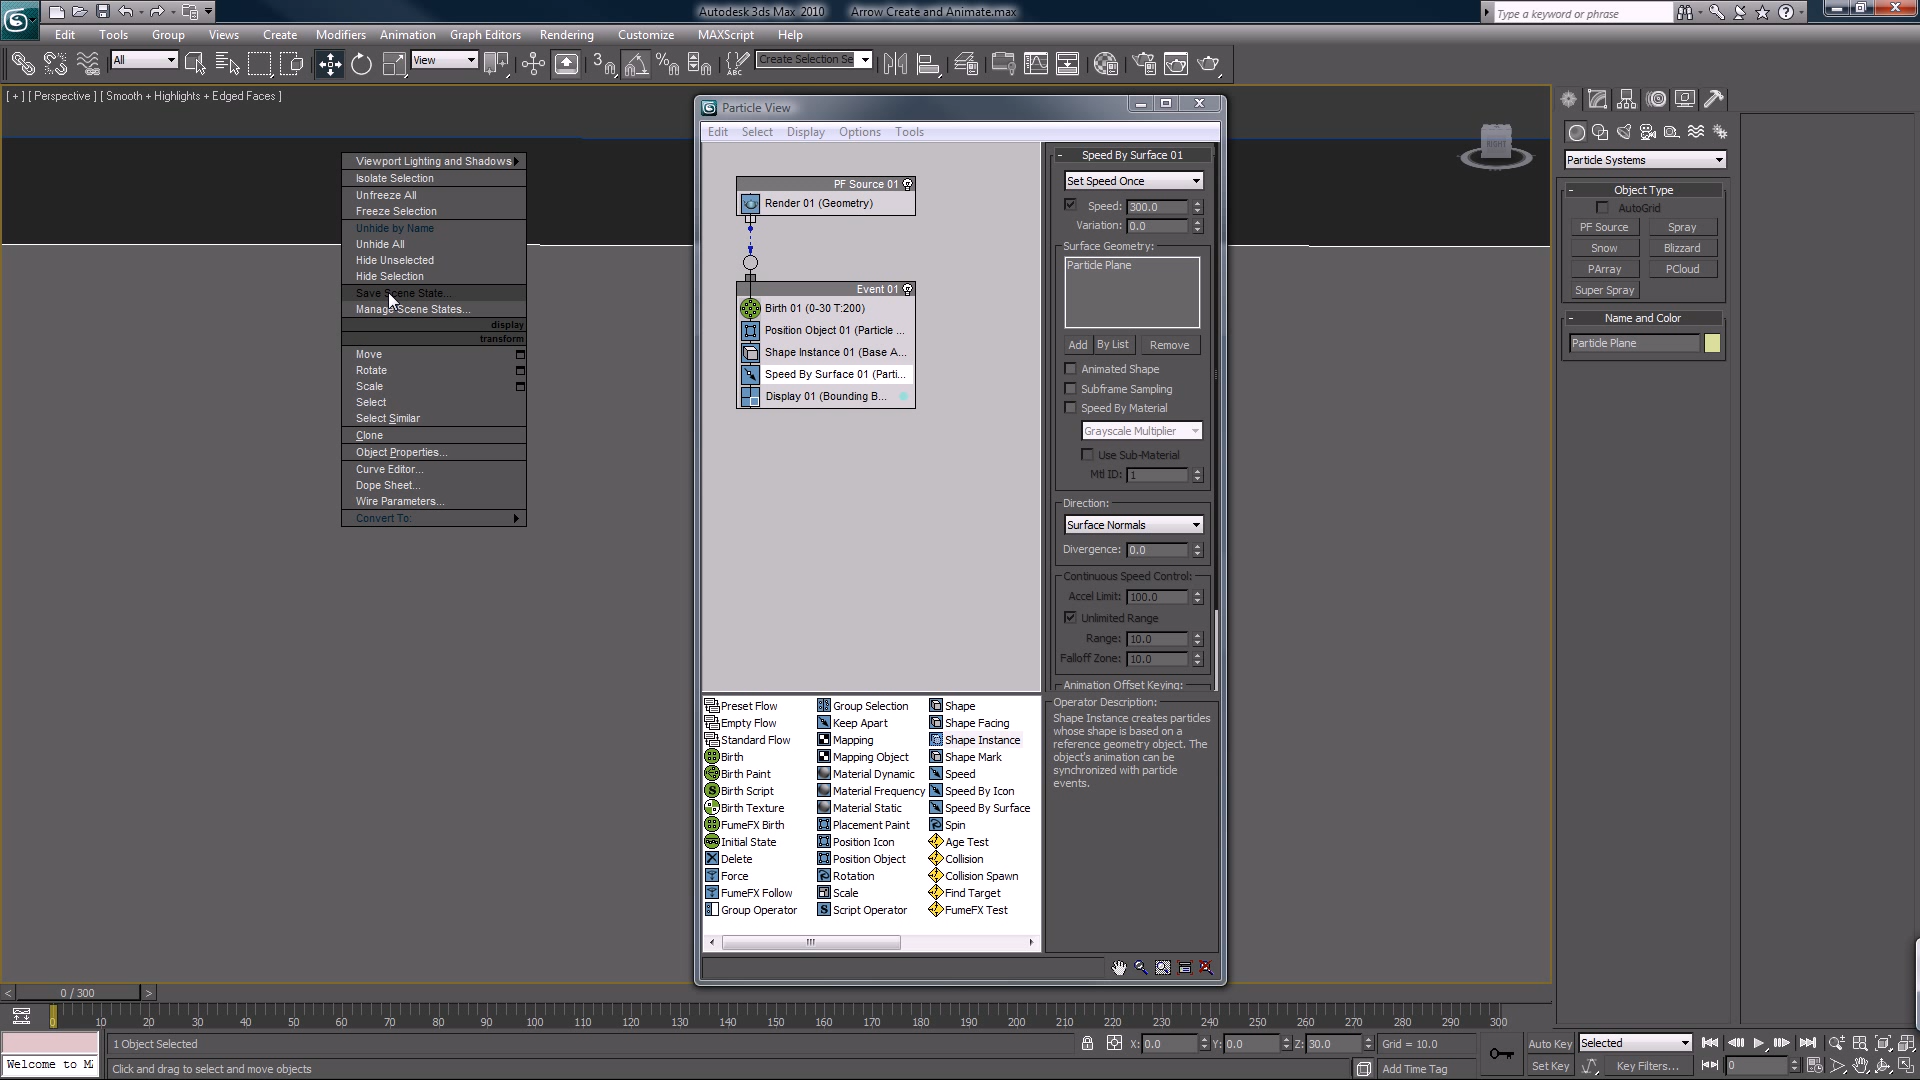 Autodesk 3ds Max 2010 Arrow Create and Animate.max
Type a keyword or phrase
Edit Tools Group Views Create Modifiers Animation Graph Editors Rendering Customize MAXScript Help
All
View
3
ABC
Create Selection Se
[ + ] [ Perspective ] [ Smooth + Highlights + Edged Faces ]
RIGHT
Viewport Lighting and Shadows
Isolate Selection
Unfreeze All
Freeze Selection
Unhide by Name
Unhide All
Hide Unselected
Hide Selection
Save Scene State...
Manage Scene States...
display
transform
Move
Rotate
Scale
Select
Select Similar
Clone
Object Properties...
Curve Editor...
Dope Sheet...
Wire Parameters...
Convert To:
Particle View
Edit Select Display Options Tools
PF Source 01
Render 01 (Geometry)
Event 01
Birth 01 (0-30 T:200)
Position Object 01 (Particle ...
Shape Instance 01 (Base A...
Speed By Surface 01 (Parti...
Display 01 (Bounding B...
- Speed By Surface 01
Set Speed Once
Speed: 300.0
Variation: 0.0
Surface Geometry:
Particle Plane
Add By List Remove
Animated Shape
Subframe Sampling
Speed By Material
Grayscale Multiplier
Use Sub-Material
Mtl ID: 1
Direction:
Surface Normals
Divergence: 0.0
Continuous Speed Control:
Accel Limit: 100.0
Unlimited Range
Range: 10.0
Falloff Zone: 10.0
Animation Offset Keying:
Preset Flow Group Selection Shape
Empty Flow Keep Apart Shape Facing
Standard Flow Mapping Shape Instance
Birth Mapping Object Shape Mark
Birth Paint Material Dynamic Speed
Birth Script Material Frequency Speed By Icon
Birth Texture Material Static Speed By Surface
FumeFX Birth Placement Paint Spin
Initial State Position Icon Age Test
Delete Position Object Collision
Force Rotation Collision Spawn
FumeFX Follow Scale Find Target
Group Operator Script Operator FumeFX Test
Operator Description:
Shape Instance creates particles
whose shape is based on a
reference geometry object. The
object's animation can be
synchronized with particle
events.
Particle Systems
- Object Type
AutoGrid
PF Source Spray
Snow Blizzard
PArray PCloud
Super Spray
- Name and Color
Particle Plane
< 0 / 300 >
0 10 20 30 40 50 60 70 80 90 100 110 120 130 140 150 160 170 180 190 200 210 220 230 240 250 260 270 280 290 300
1 Object Selected
X: 0.0 Y: 0.0 Z: 30.0 Grid = 10.0
Auto Key Selected
Welcome to M
Click and drag to select and move objects
Add Time Tag
Set Key Key Filters... 0